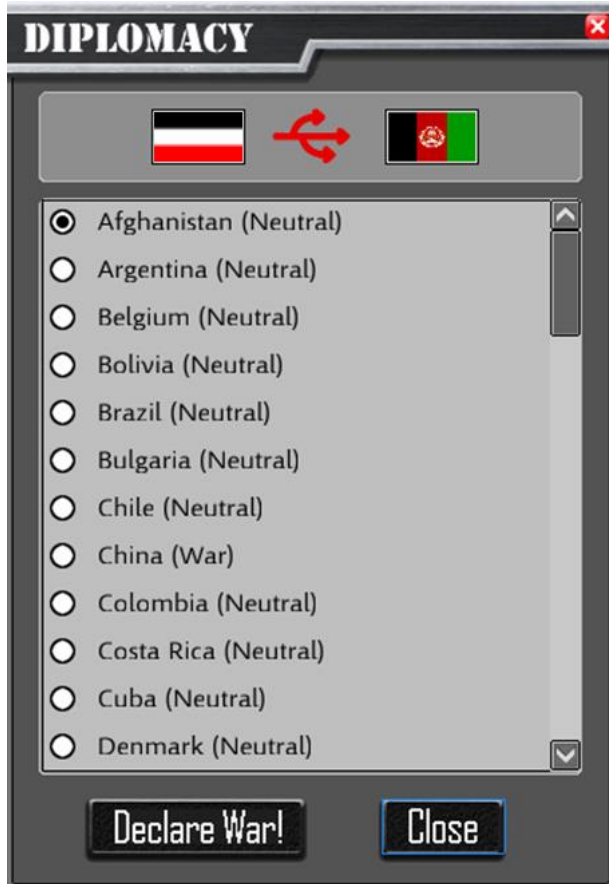 DIPLOMACY
Afghanistan (Neutral)
Argentina (Neutral)
Belgium (Neutral)
Bolivia (Neutral)
Brazil (Neutral)
Bulgaria (Neutral)
Chile (Neutral)
China (War)
Colombia (Neutral)
Costa Rica (Neutral)
Cuba (Neutral)
Denmark (Neutral)
Declare War!
Close